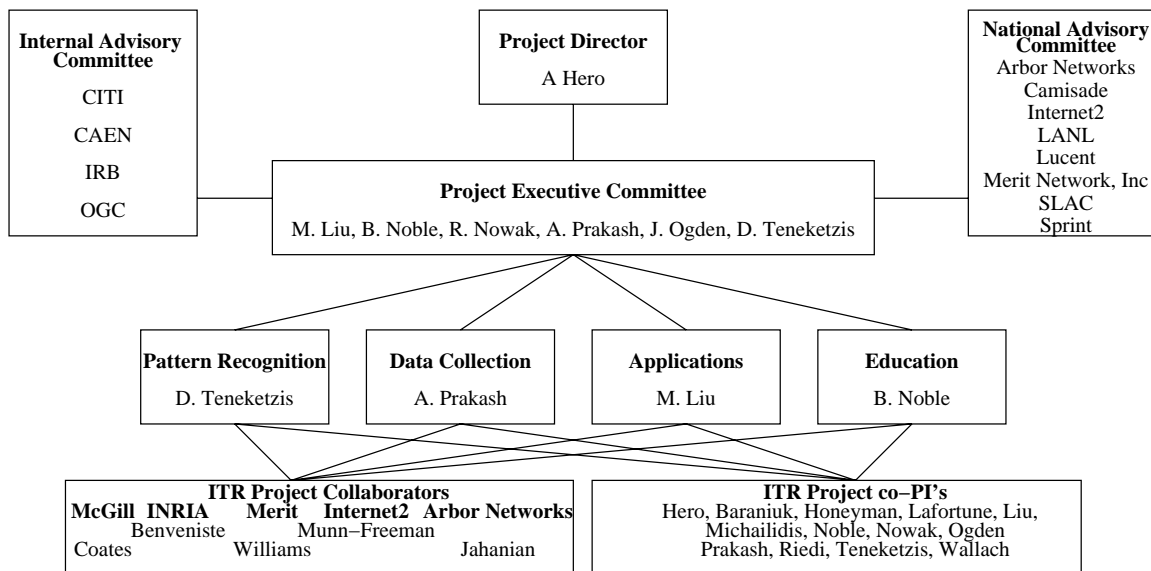 Internal Advisory
Committee
CITI
CAEN
IRB
OGC
Project Director
A Hero
National Advisory
Committee
Arbor Networks
Camisade
Internet2
LANL
Lucent
Merit Network, Inc
SLAC
Sprint
Project Executive Committee
M. Liu, B. Noble, R. Nowak, A. Prakash, J. Ogden, D. Teneketzis
Pattern Recognition
D. Teneketzis
Data Collection
A. Prakash
Applications
M. Liu
Education
B. Noble
ITR Project Collaborators
McGill INRIA Merit Internet2 Arbor Networks
Benveniste Munn−Freeman
Coates Williams Jahanian
ITR Project co−PI's
Hero, Baraniuk, Honeyman, Lafortune, Liu,
Michailidis, Noble, Nowak, Ogden
Prakash, Riedi, Teneketzis, Wallach